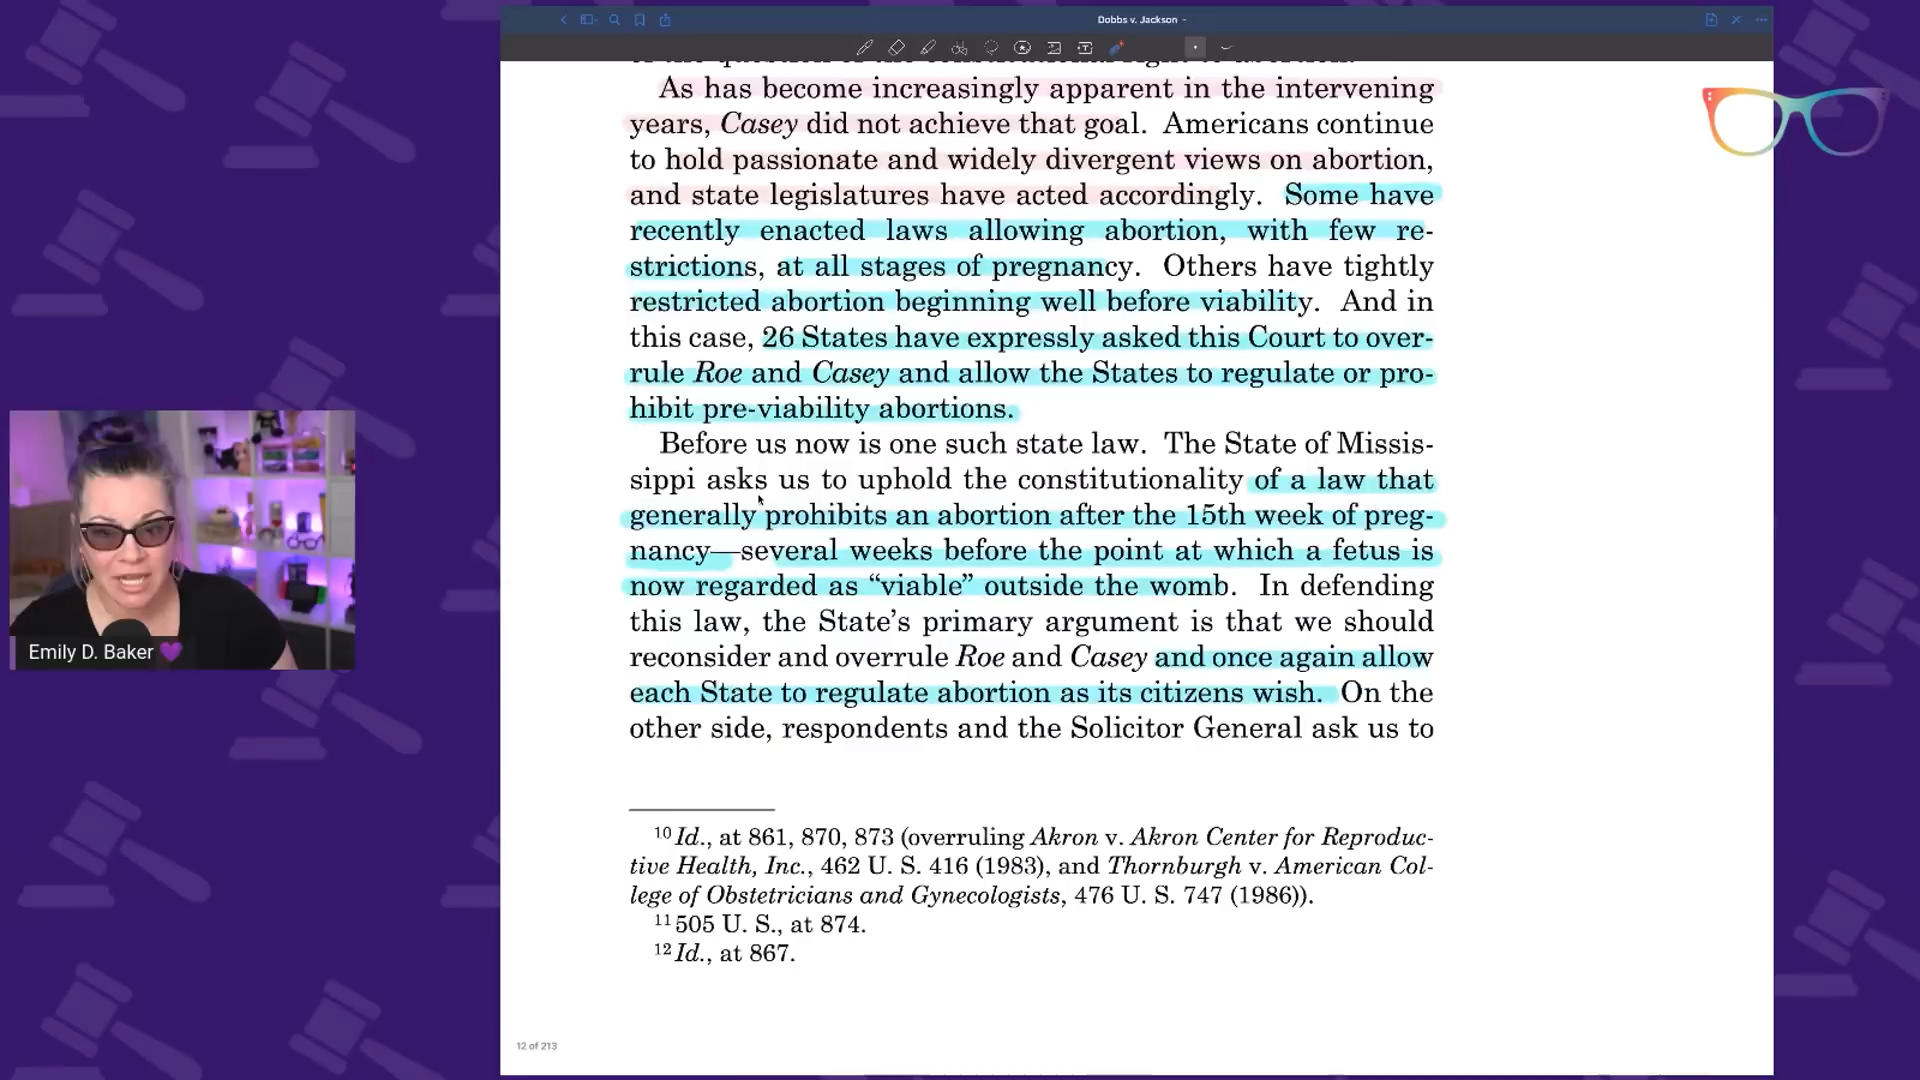 Dobbs v. Jackson
As has become increasingly apparent in the intervening
years, Casey did not achieve that goal. Americans continue
to hold passionate and widely divergent views on abortion,
and state legislatures have acted accordingly. Some have
recently enacted laws allowing abortion, with few re-
strictions, at all stages of pregnancy. Others have tightly
restricted abortion beginning well before viability. And in
this case, 26 States have expressly asked this Court to over-
rule Roe and Casey and allow the States to regulate or pro-
hibit pre-viability abortions.
Before us now is one such state law. The State of Missis-
sippi asks us to uphold the constitutionality of a law that
generally prohibits an abortion after the 15th week of preg-
nancy—several weeks before the point at which a fetus is
now regarded as “viable” outside the womb. In defending
this law, the State’s primary argument is that we should
reconsider and overrule Roe and Casey and once again allow
each State to regulate abortion as its citizens wish. On the
other side, respondents and the Solicitor General ask us to
10 Id., at 861, 870, 873 (overruling Akron v. Akron Center for Reproduc-
tive Health, Inc., 462 U. S. 416 (1983), and Thornburgh v. American Col-
lege of Obstetricians and Gynecologists, 476 U. S. 747 (1986)).
11 505 U. S., at 874.
12 Id., at 867.
12 of 213
Emily D. Baker 💜